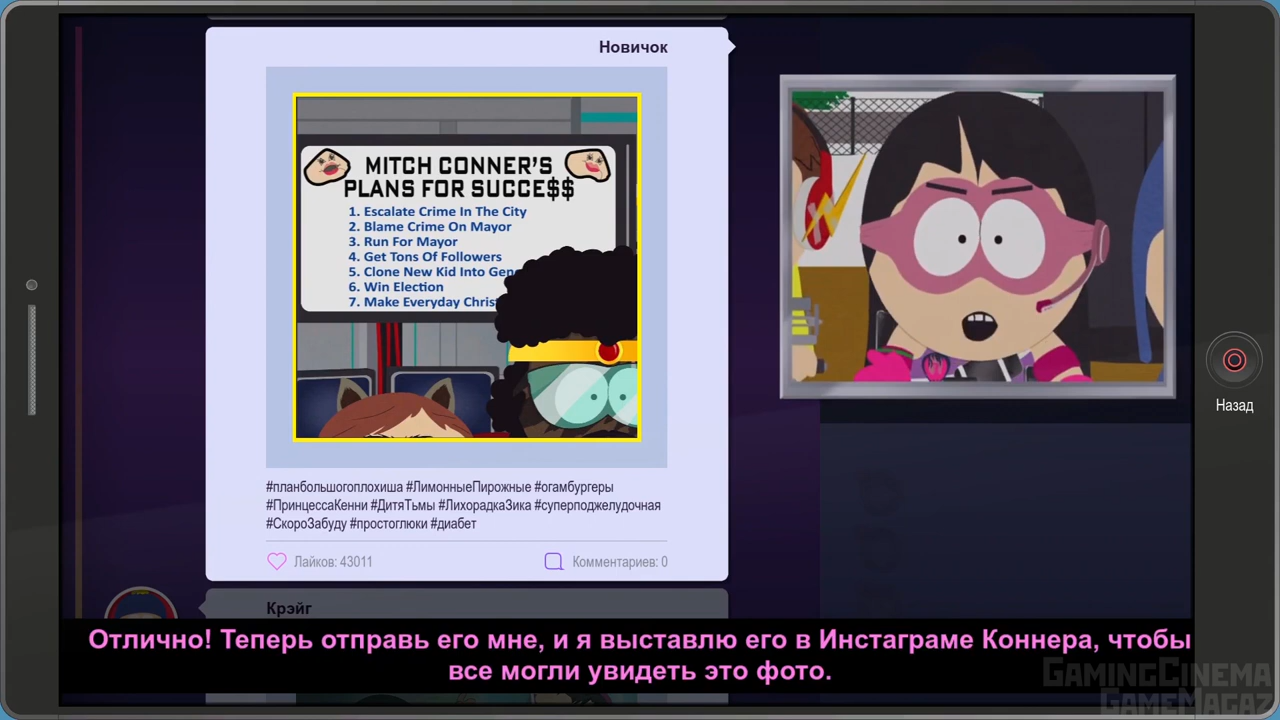 Новичок
MITCH CONNER'S
PLANS FOR SUCCE$$
1. Escalate Crime In The City
2. Blame Crime On Mayor
3. Run For Mayor
4. Get Tons Of Followers
5. Clone New Kid Into
6. Win Election
7. Make Everyday
#планбольшогоплохиша #ЛимонныеПирожные #огамбургеры
#ПринцессаКенни #ДитяТьмы #ЛихорадкаЗика #суперподжелудочная
#СкороЗабуду #простоглюки #диабет
Лайков: 43011
Комментариев: 0
Назад
Крэйг
Отлично! Теперь отправь его мне, и я выставлю его в Инстаграме Коннера, чтобы
все могли увидеть это фото.
GAMINGCINEMA
GAMEMAGAZ